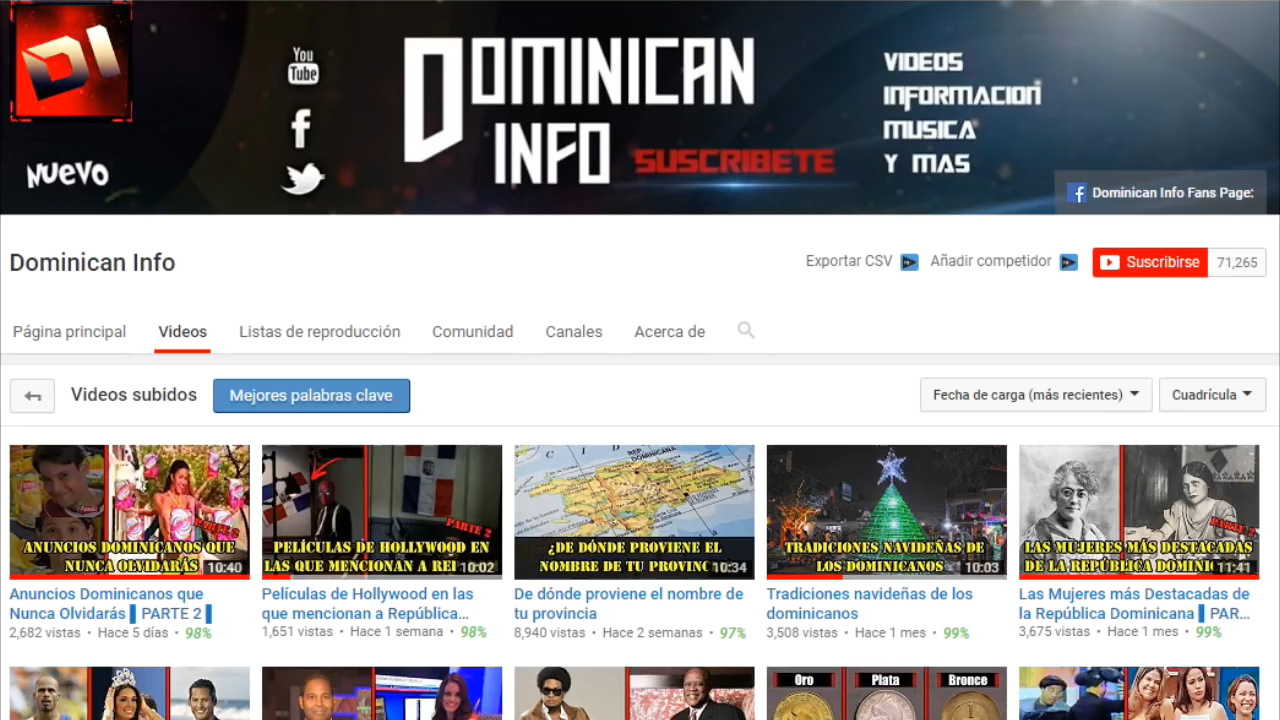 DI
You
Tube
NUEVO
DOMINICAN
INFO
SUSCRIBETE
VIDEOS
INFORMACION
MUSICA
Y MAS
Dominican Info Fans Page:
Dominican Info
Exportar CSV
Añadir competidor
Suscribirse
71,265
Página principal
Videos
Listas de reproducción
Comunidad
Canales
Acerca de
Videos subidos
Mejores palabras clave
Fecha de carga (más recientes)
Cuadrícula
PARTE 2
ANUNCIOS DOMINICANOS QUE
NUNCA OLVIDARÁS
10:40
Anuncios Dominicanos que
Nunca Olvidarás ▌PARTE 2 ▌
2,682 vistas • Hace 5 días • 98%
PARTE 2
PELÍCULAS DE HOLLYWOOD EN
LAS QUE MENCIONAN A
10:02
Películas de Hollywood en las
que mencionan a República...
1,651 vistas • Hace 1 semana • 98%
REP.
DOMINICANA
¿DE DÓNDE PROVIENE EL
NOMBRE DE TU PROVINC
10:34
De dónde proviene el nombre de
tu provincia
8,940 vistas • Hace 2 semanas • 97%
TRADICIONES NAVIDEÑAS DE
LOS DOMINICANOS
10:03
Tradiciones navideñas de los
dominicanos
3,508 vistas • Hace 1 mes • 99%
PARTE 2
LAS MUJERES MÁS DESTACADAS
DE LA REPÚBLICA DOMINIC
11:41
Las Mujeres más Destacadas de
la República Dominicana ▌PAR...
3,675 vistas • Hace 1 mes • 99%
Oro
Plata
Bronce